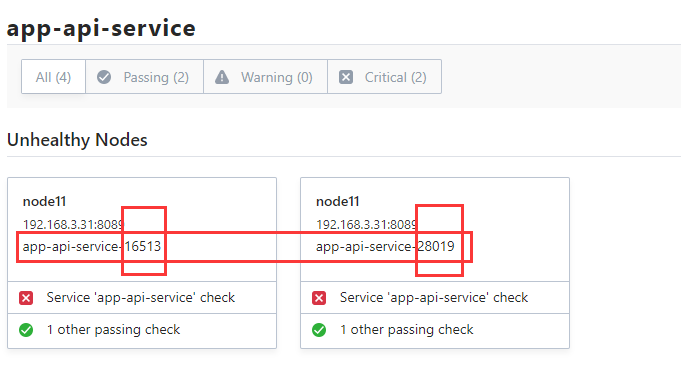 app-api-service
All (4) Passing (2) Warning (0) Critical (2)
Unhealthy Nodes
node11
192.168.3.31:8089
app-api-service-16513
Service 'app-api-service' check
1 other passing check
node11
192.168.3.31:8089
app-api-service-28019
Service 'app-api-service' check
1 other passing check